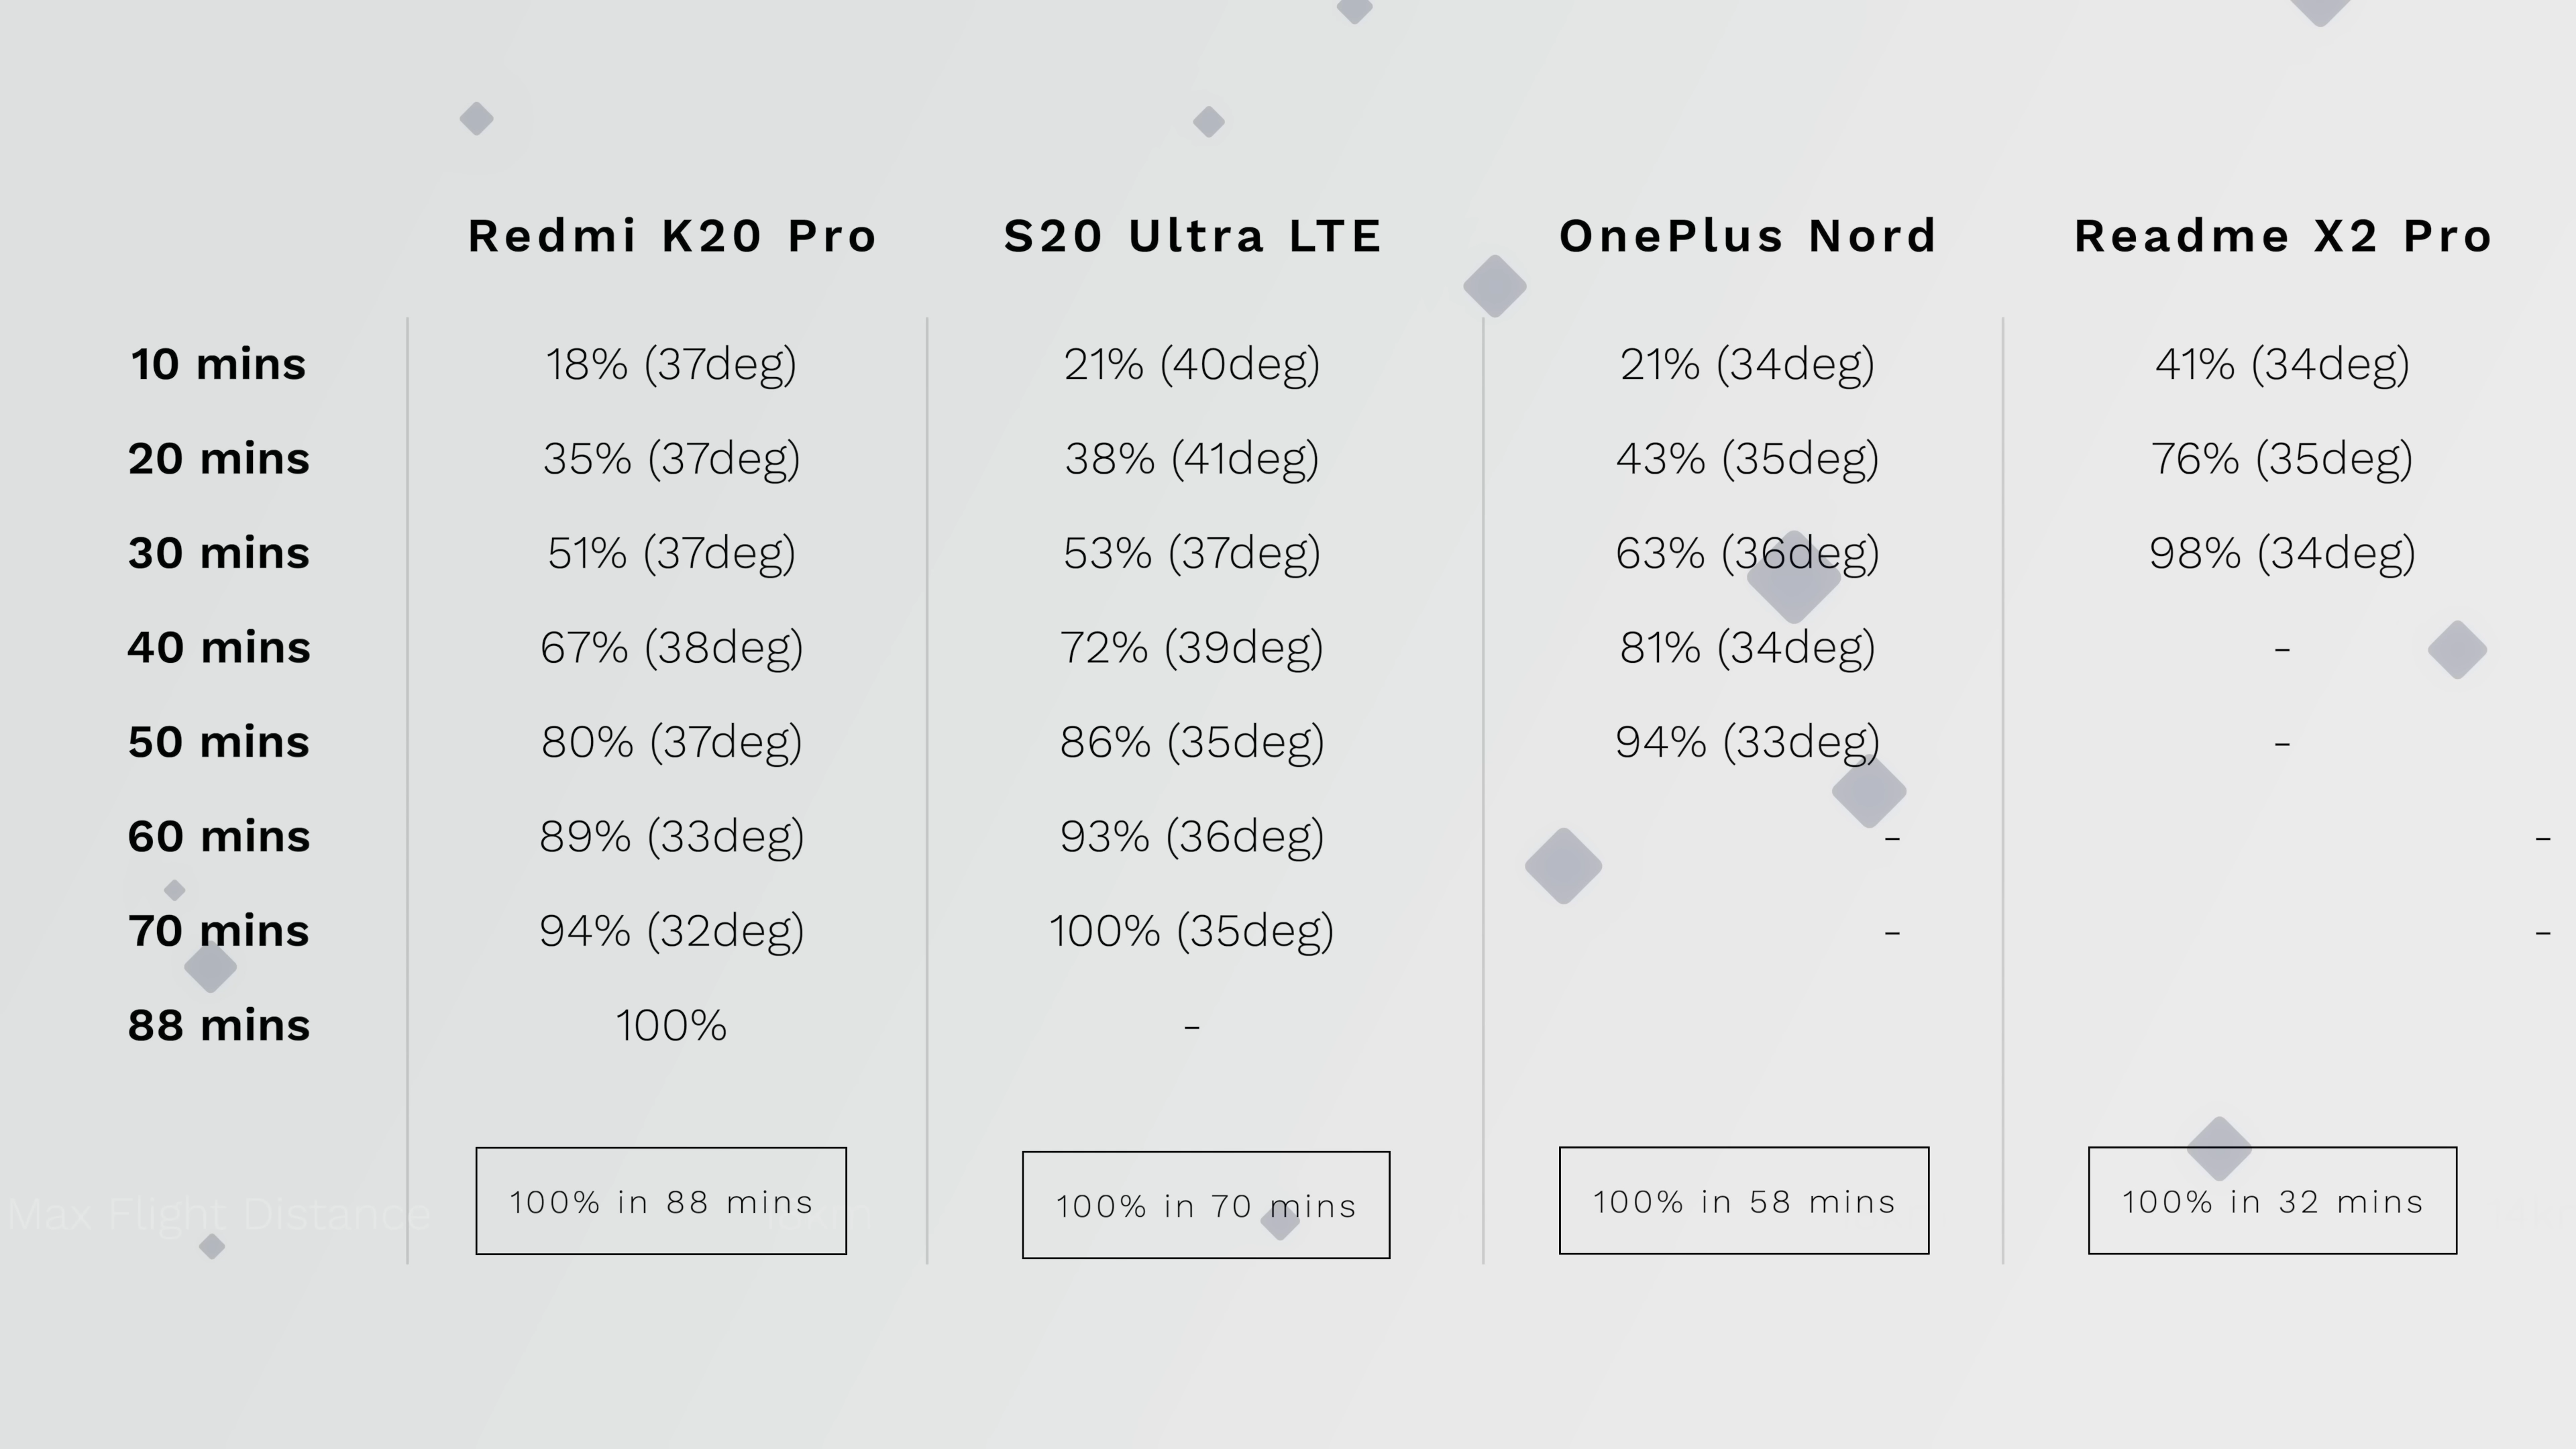 Redmi K20 Pro S20 Ultra LTE OnePlus Nord Readme X2 Pro
10 mins 18% (37deg) 21% (40deg) 21% (34deg) 41% (34deg)
20 mins 35% (37deg) 38% (41deg) 43% (35deg) 76% (35deg)
30 mins 51% (37deg) 53% (37deg) 63% (36deg) 98% (34deg)
40 mins 67% (38deg) 72% (39deg) 81% (34deg) -
50 mins 80% (37deg) 86% (35deg) 94% (33deg) -
60 mins 89% (33deg) 93% (36deg) - -
70 mins 94% (32deg) 100% (35deg) - -
88 mins 100% -
Max Flight Distance 100% in 88 mins 100% in 70 mins 100% in 58 mins 100% in 32 mins